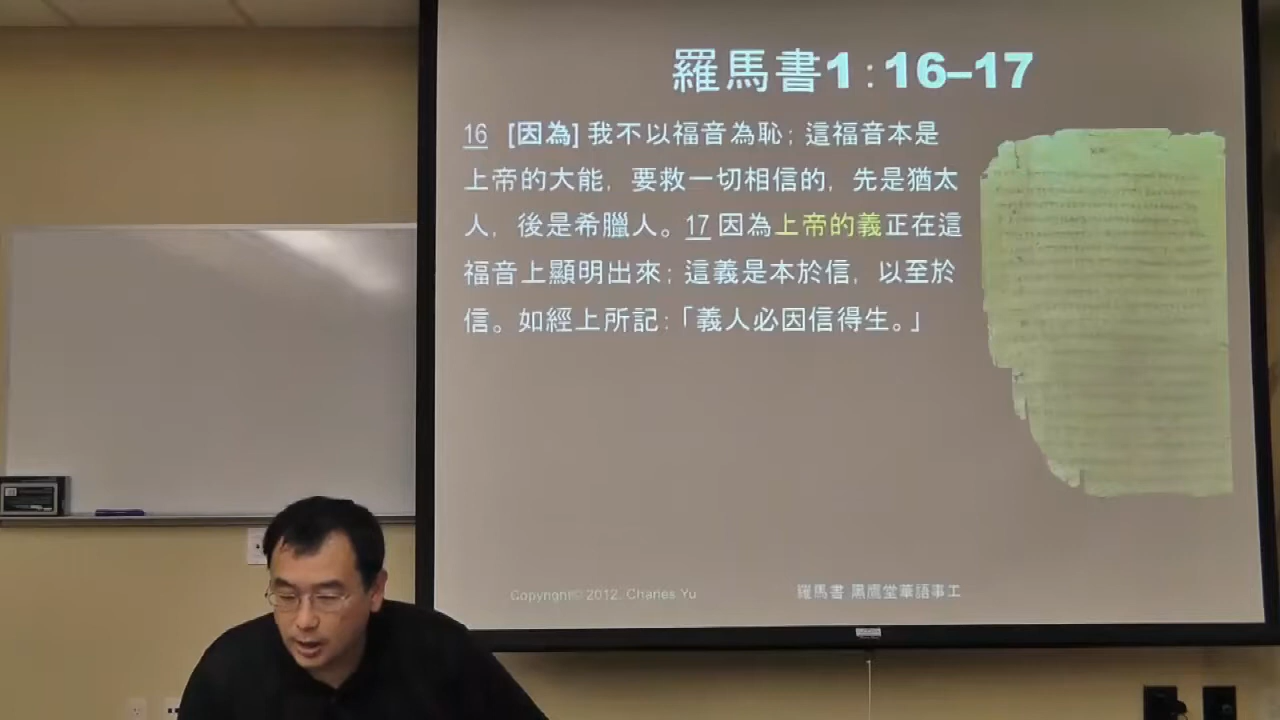 羅馬書1：16–17
16 [因為] 我不以福音為恥；這福音本是
上帝的大能，要救一切相信的，先是猶太
人，後是希臘人。17 因為上帝的義正在這
福音上顯明出來；這義是本於信，以至於
信。如經上所記：「義人必因信得生。」
Copyright© 2012, Charles Yu
羅馬書 黑鷹堂華語事工